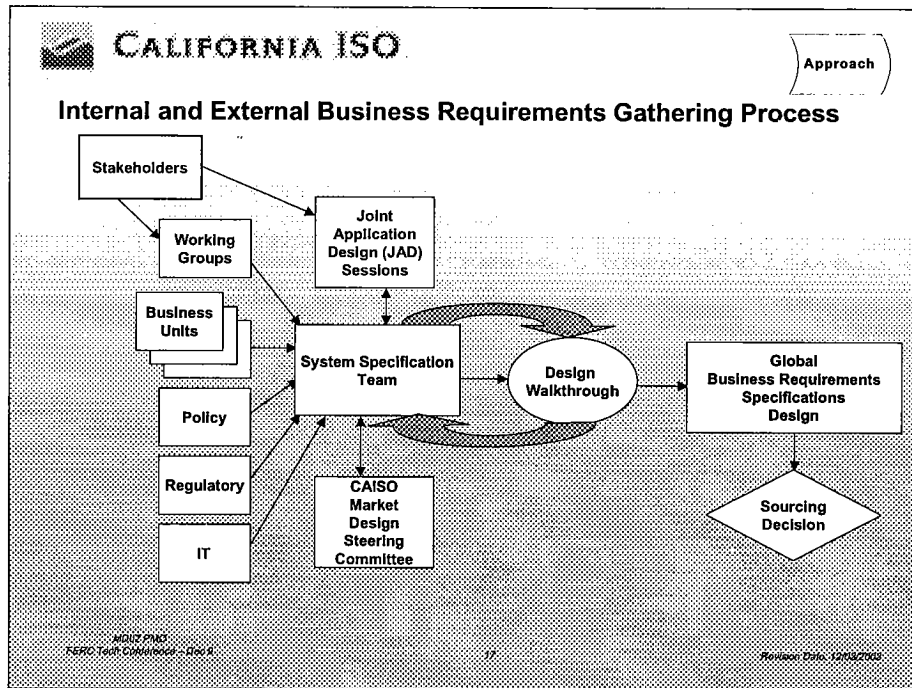 CALIFORNIA ISO
Approach
Internal and External Business Requirements Gathering Process
Stakeholders
Working
Groups
Joint
Application
Design (JAD)
Sessions
Business
Units
System Specification
Team
Design
Walkthrough
Global
Business Requirements
Specifications
Design
Policy
Regulatory
IT
CAISO
Market
Design
Steering
Committee
Sourcing
Decision
MD02 PMO
FERC Tech Conference – Dec 9
17
Revision Date: 12/03/2002